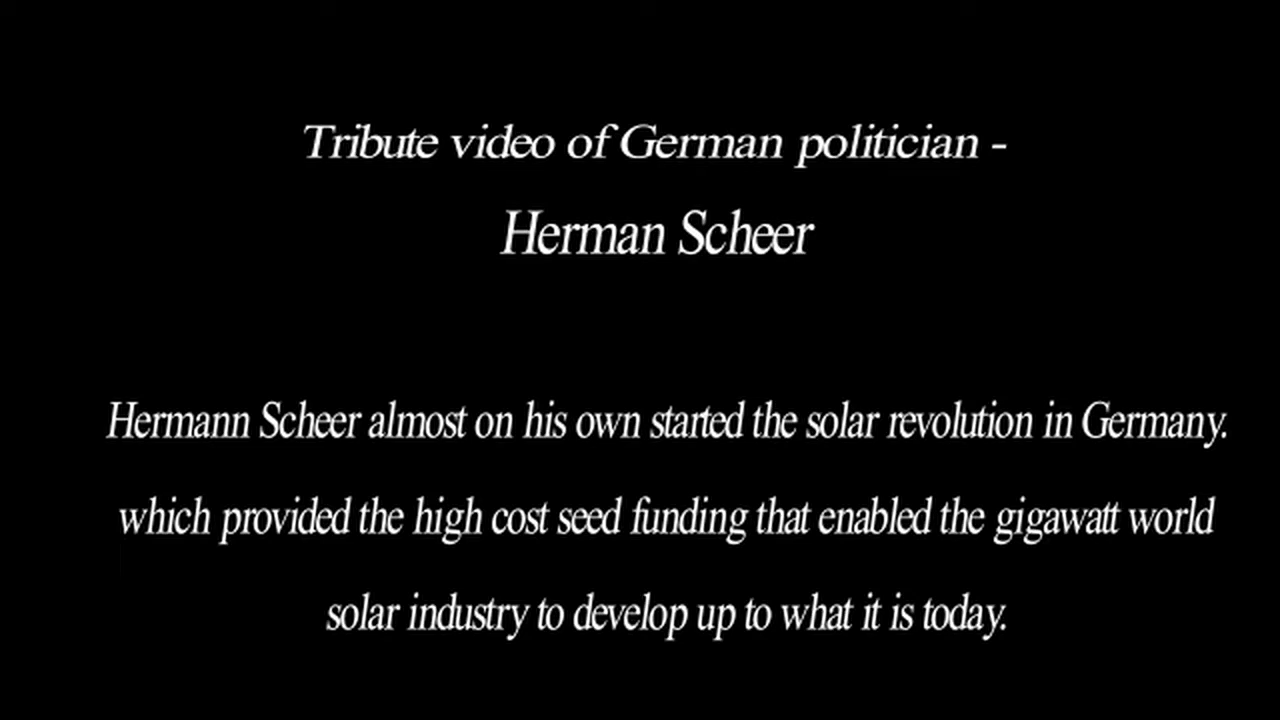 Tribute video of German politician -
Herman Scheer
Hermann Scheer almost on his own started the solar revolution in Germany.
which provided the high cost seed funding that enabled the gigawatt world
solar industry to develop up to what it is today.